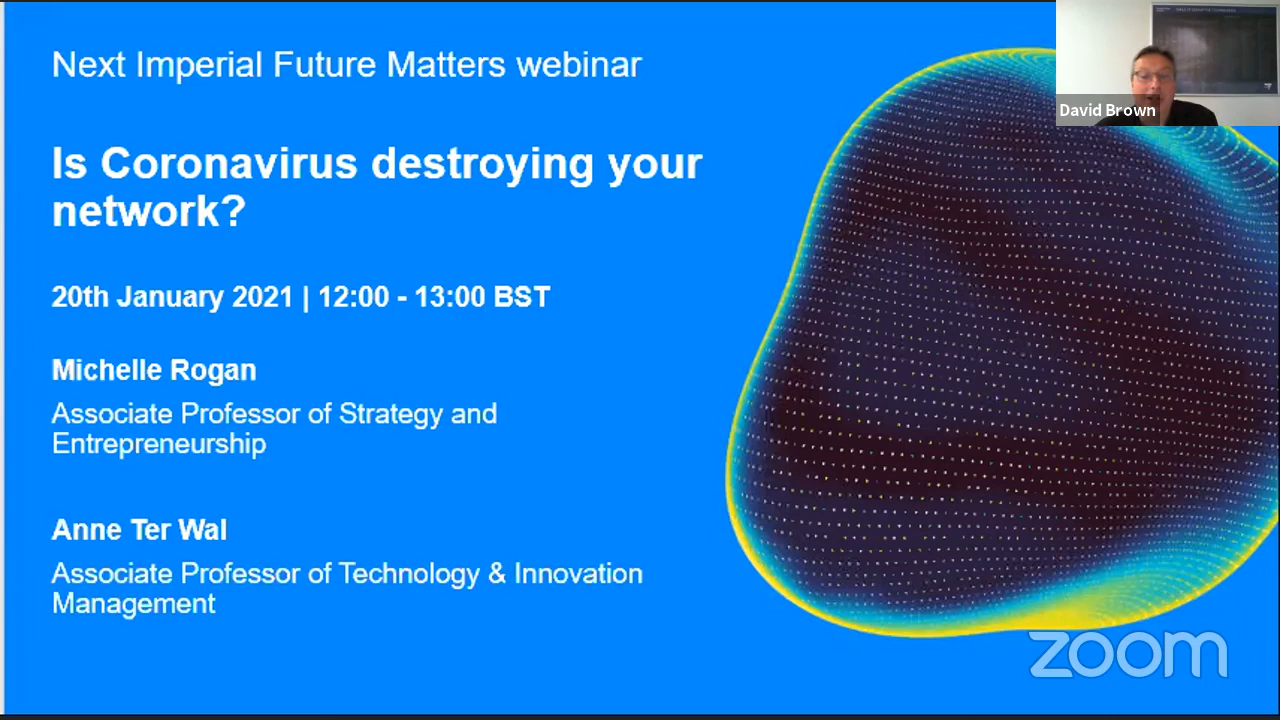 Next Imperial Future Matters webinar
Is Coronavirus destroying your
network?
20th January 2021 | 12:00 - 13:00 BST
Michelle Rogan
Associate Professor of Strategy and
Entrepreneurship
Anne Ter Wal
Associate Professor of Technology & Innovation
Management
David Brown
zoom